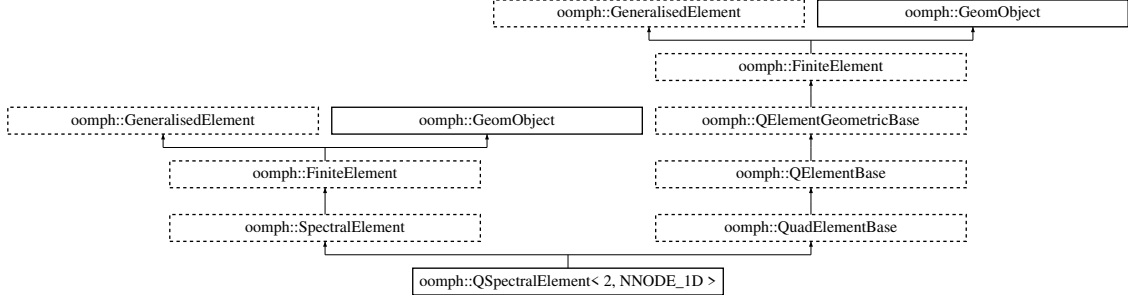 oomph::GeneralisedElement oomph::GeomObject
oomph::FiniteElement
oomph::GeneralisedElement oomph::GeomObject oomph::QElementGeometricBase
oomph::FiniteElement oomph::QElementBase
oomph::SpectralElement oomph::QuadElementBase
oomph::QSpectralElement< 2, NNODE_1D >